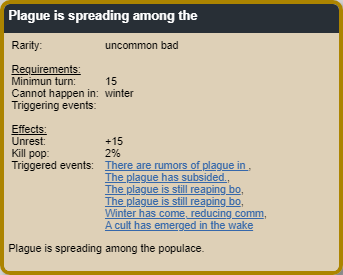 Plague is spreading among the
Rarity: uncommon bad
Requirements:
Minimun turn: 15
Cannot happen in: winter
Triggering events:
Effects:
Unrest: +15
Kill pop: 2%
Triggered events: There are rumors of plague in ,
The plague has subsided.,
The plague is still reaping bo,
The plague is still reaping bo,
Winter has come, reducing comm,
A cult has emerged in the wake
Plague is spreading among the populace.